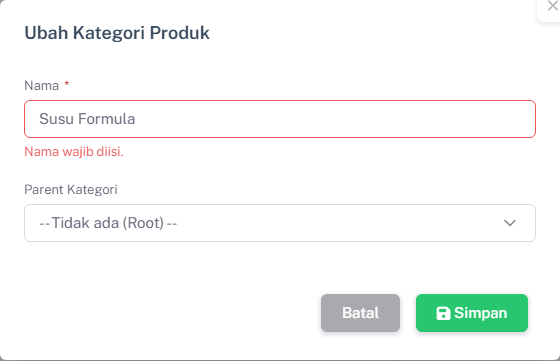 Ubah Kategori Produk
Nama *
Susu Formula
Nama wajib diisi.
Parent Kategori
-- Tidak ada (Root) --
Batal
Simpan